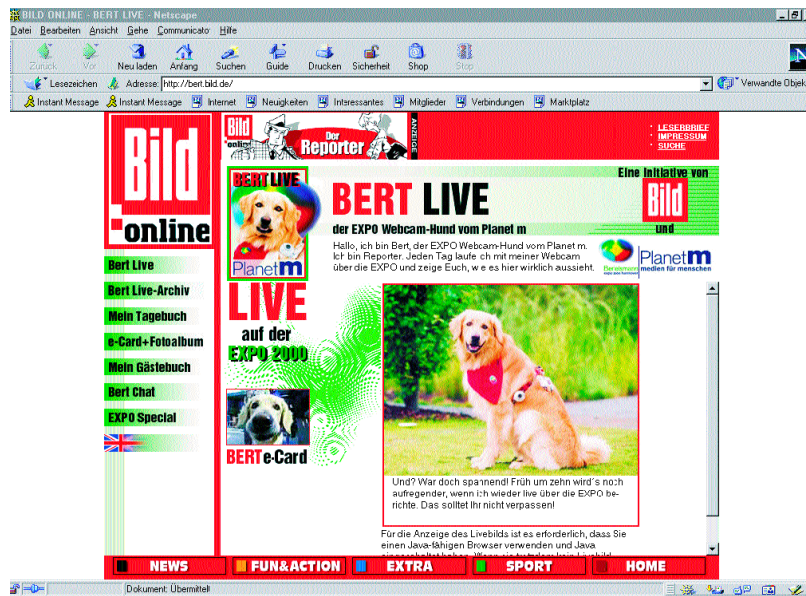 BILD ONLINE - BERT LIVE - Netscape
Datei Bearbeiten Ansicht Gehe Communicator Hilfe
Zurück Vor Neu laden Anfang Suchen Guide Drucken Sicherheit Shop Stop
Lesezeichen Adresse: http://bert.bild.de/ Verwandte Objek
Instant Message Instant Message Internet Neuigkeiten Interessantes Mitglieder Verbindungen Marktplatz
Bild
online
Bild
online
Der
Reporter
ANZEIGE
LESERBRIEF
IMPRESSUM
SUCHE
BERT LIVE
Planet m
BERT LIVE
der EXPO Webcam-Hund vom Planet m
Eine Initiative von
Bild
und
Hallo, ich bin Bert, der EXPO Webcam-Hund vom Planet m.
Ich bin Reporter. Jeden Tag laufe ch mit meiner Webcam
über die EXPO und zeige Euch, w e es hier wirklich aussieht.
Bertelsmann
Planet m
medien für menschen
Bert Live
Bert Live-Archiv
Mein Tagebuch
e-Card+Fotoalbum
Mein Gästebuch
Bert Chat
EXPO Special
LIVE
auf der
EXPO 2000
BERT e-Card
Und? War doch spannend! Früh um zehn wird´s noch
aufregender, wenn ich wieder live über die EXPO be-
richte. Das solltet Ihr nicht verpassen!
Für die Anzeige des Livebilds ist es erforderlich, dass Sie
einen Java-fähigen Browser verwenden und Java
NEWS FUN&ACTION EXTRA SPORT HOME
Dokument: Übermittelt